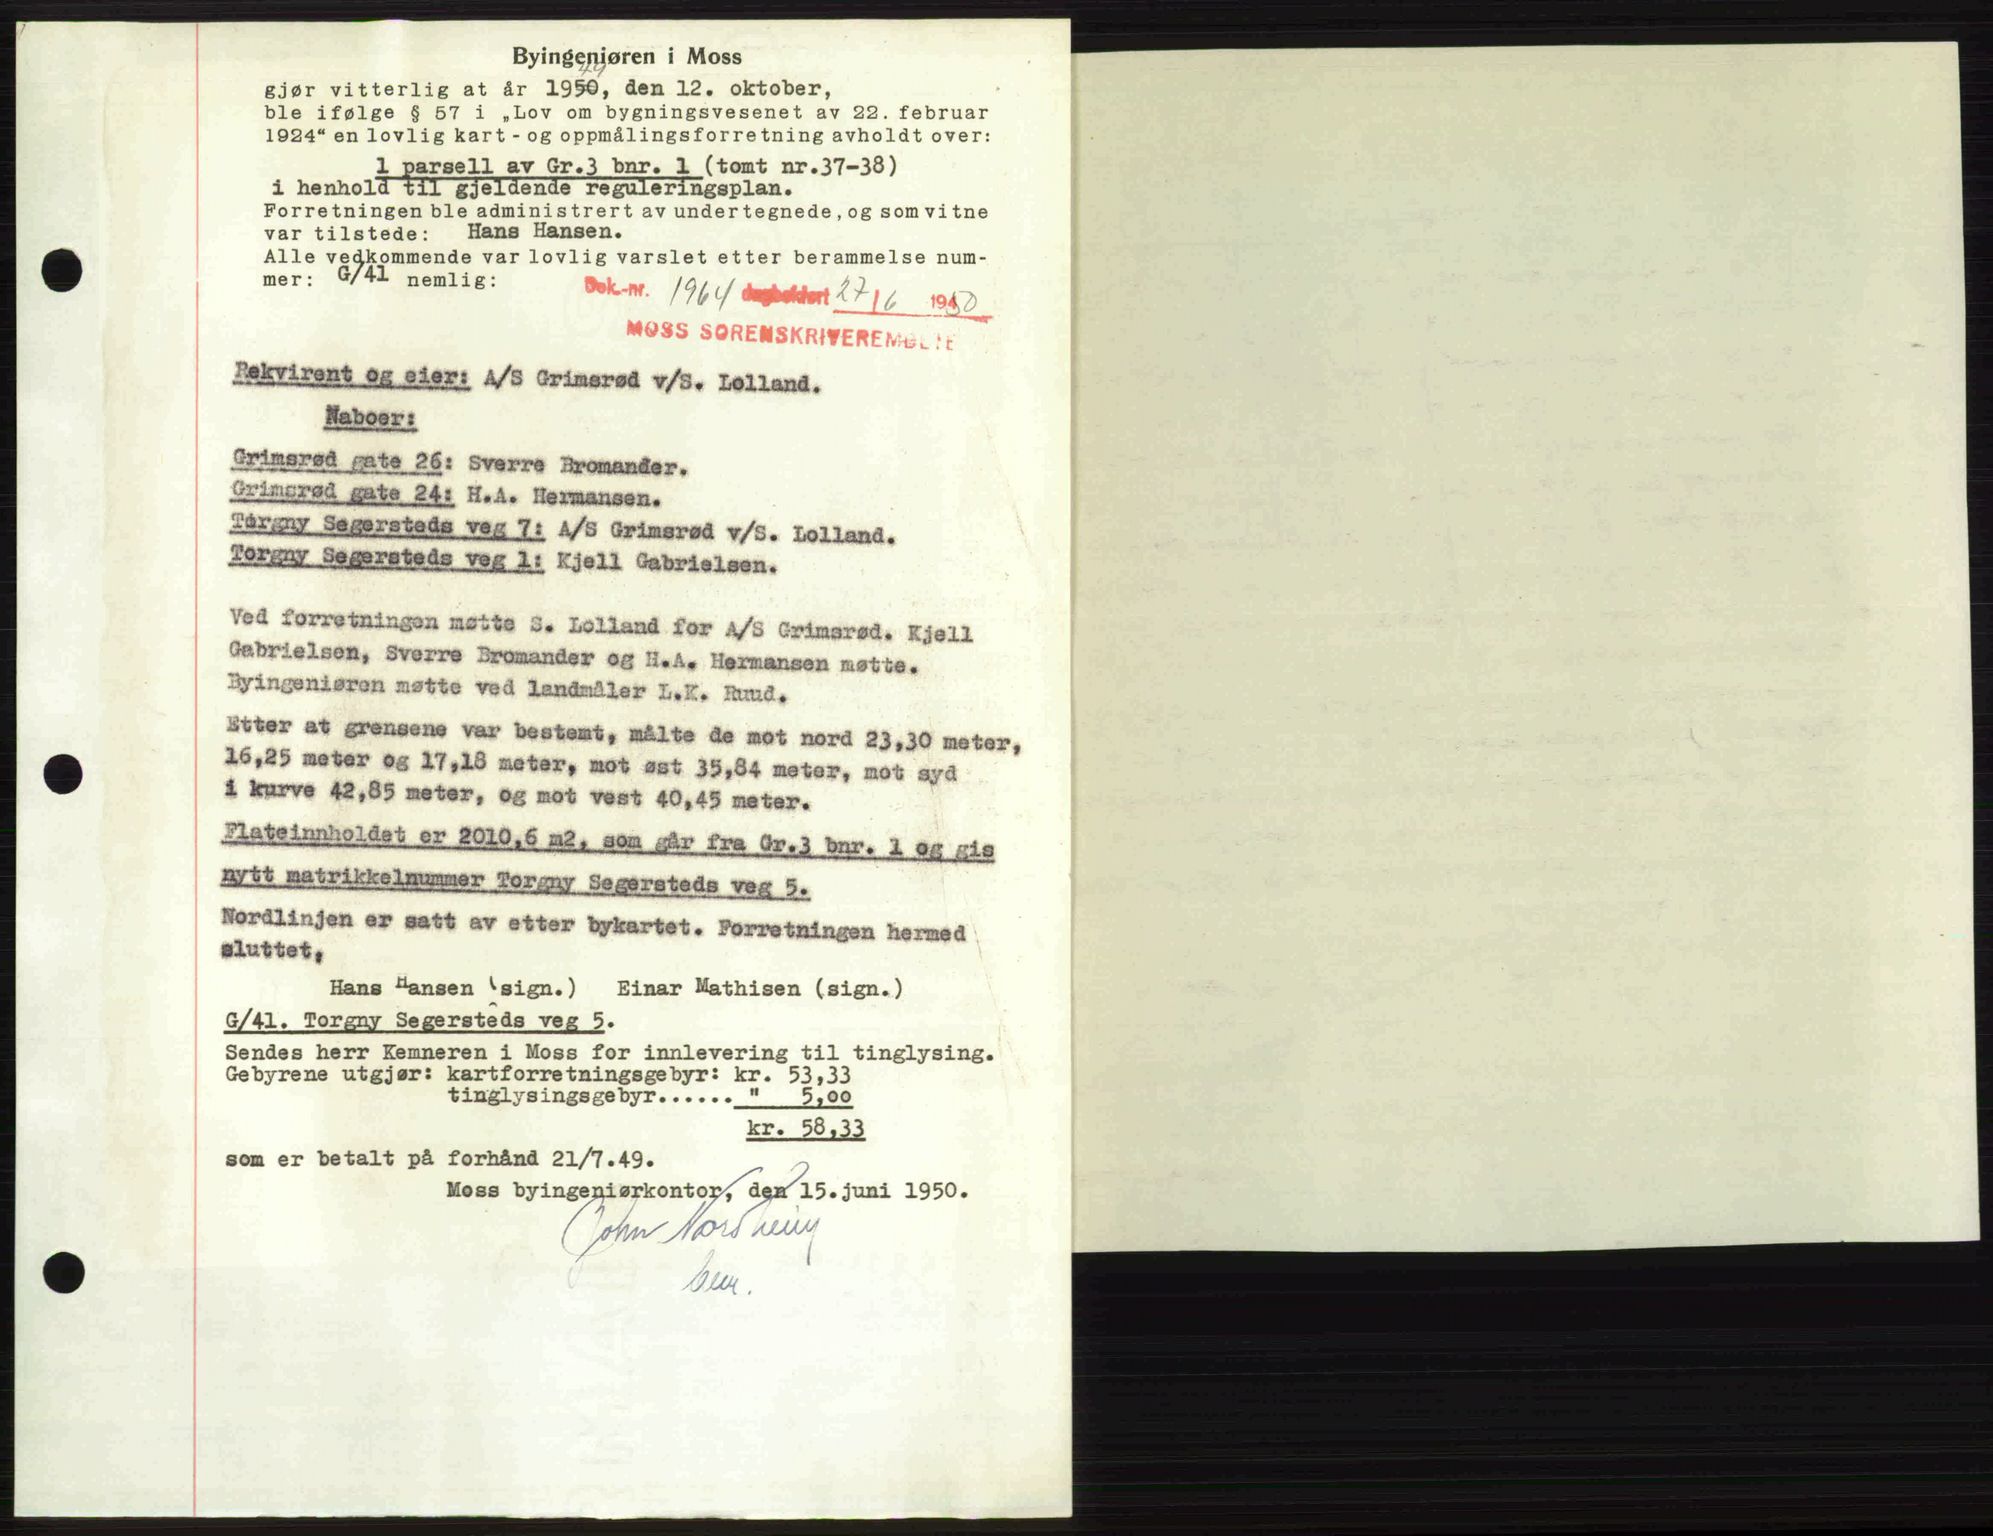 Byingeniøren i Moss
49
gjør vitterlig at år 1950, den 12. oktober,
ble ifølge § 57 i „Lov om bygningsvesenet av 22. februar
1924“ en lovlig kart- og oppmålingsforretning avholdt over:
1 parsell av Gr.3 bnr. 1 (tomt nr.37-38)
i henhold til gjeldende reguleringsplan.
Forretningen ble administrert av undertegnede, og som vitne
var tilstede: Hans Hansen.
Alle vedkommende var lovlig varslet etter berammelse num-
mer: G/41 nemlig:
Dok.-nr. 1964 dagbokført 27/6 1950
MOSS SORENSKRIVEREMBETE
Rekvirent og eier: A/S Grimsrød v/S. Lolland.
Naboer:
Grimsrød gate 26: Sverre Bromander.
Grimsrød gate 24: H.A. Hermansen.
Torgny Segersteds veg 7: A/S Grimsrød v/S. Lolland.
Torgny Segersteds veg 1: Kjell Gabrielsen.
Ved forretningen møtte S. Lolland for A/S Grimsrød. Kjell
Gabrielsen, Sverre Bromander og H.A. Hermansen møtte.
Byingeniøren møtte ved landmåler L.K. Ruud.
Etter at grensene var bestemt, målte de mot nord 23,30 meter,
16,25 meter og 17,18 meter, mot øst 35,84 meter, mot syd
i kurve 42,85 meter, og mot vest 40,45 meter.
Flateinnholdet er 2010,6 m2, som går fra Gr.3 bnr. 1 og gis
nytt matrikkelnummer Torgny Segersteds veg 5.
Nordlinjen er satt av etter bykartet. Forretningen hermed
sluttet.
Hans Hansen (sign.) Einar Mathisen (sign.)
G/41. Torgny Segersteds veg 5.
Sendes herr Kemneren i Moss for innlevering til tinglysing.
Gebyrene utgjør: kartforretningsgebyr: kr. 53,33
tinglysingsgebyr...... " 5,00
kr. 58,33
som er betalt på forhånd 21/7.49.
Moss byingeniørkontor, den 15.juni 1950.
John Nordheim